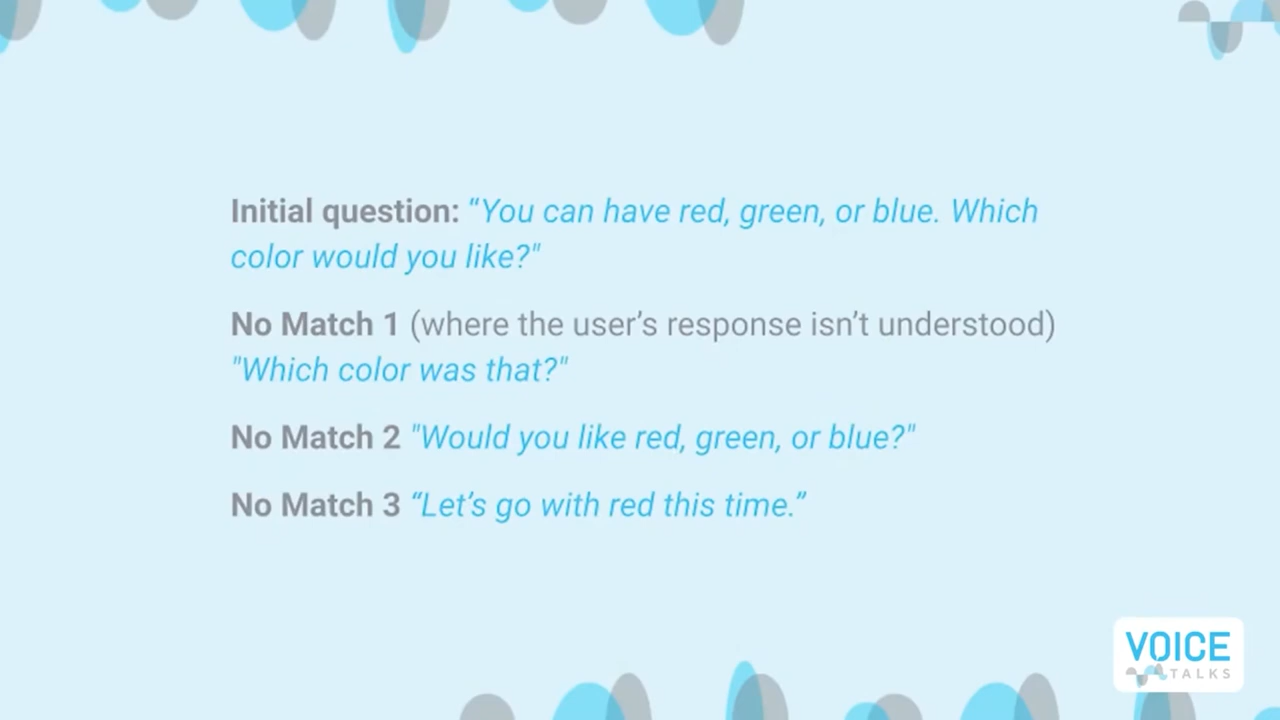 Initial question: “You can have red, green, or blue. Which
color would you like?"
No Match 1 (where the user’s response isn’t understood)
"Which color was that?"
No Match 2 "Would you like red, green, or blue?"
No Match 3 “Let’s go with red this time.”
VOICE
TALKS